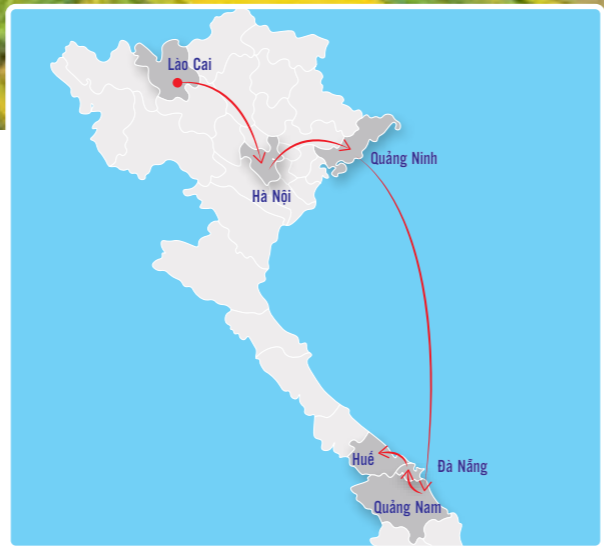 Lào Cai
Quảng Ninh
Hà Nội
Đà Nẵng
Huế
Quảng Nam